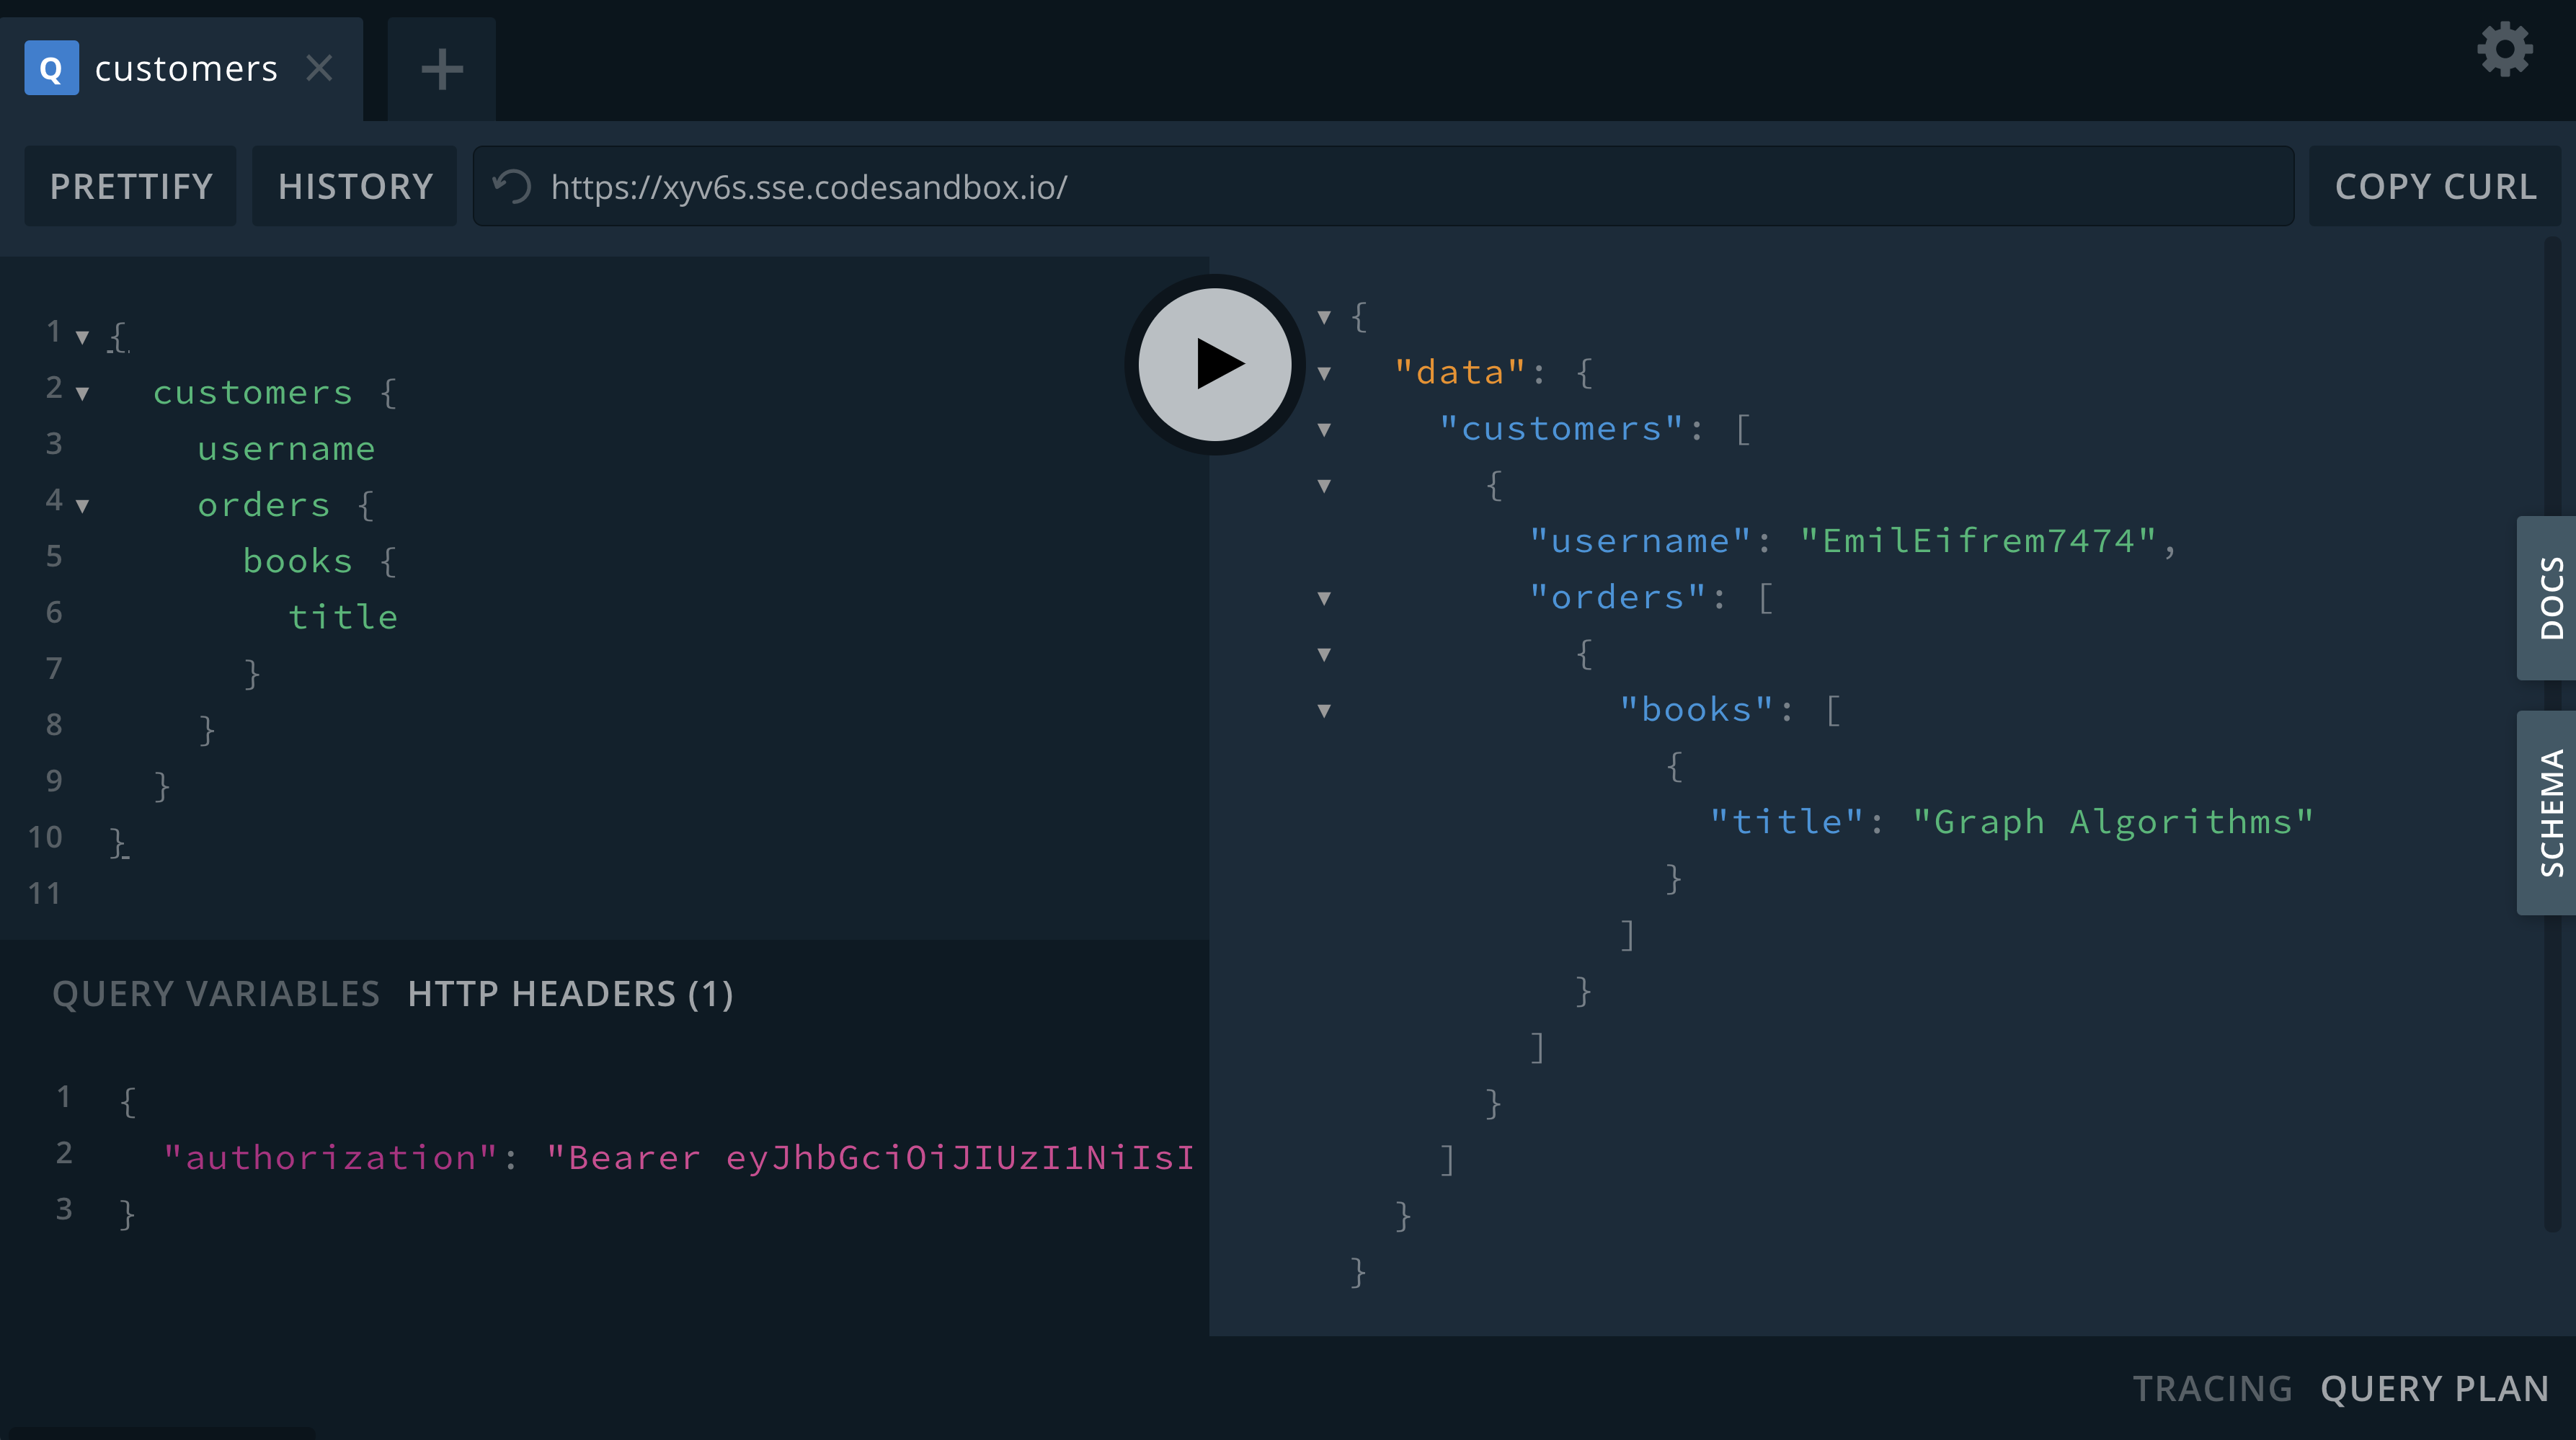 Q customers
PRETTIFY HISTORY https://xyv6s.sse.codesandbox.io/ COPY CURL
1 {
2 customers {
3 username
4 orders {
5 books {
6 title
7 }
8 }
9 }
10 }
11
QUERY VARIABLES HTTP HEADERS (1)
1 {
2 "authorization": "Bearer eyJhbGciOiJIUzI1NiIsI
3 }
{
"data": {
"customers": [
{
"username": "EmilEifrem7474",
"orders": [
{
"books": [
{
"title": "Graph Algorithms"
}
]
}
]
}
]
}
}
DOCS
SCHEMA
TRACING QUERY PLAN